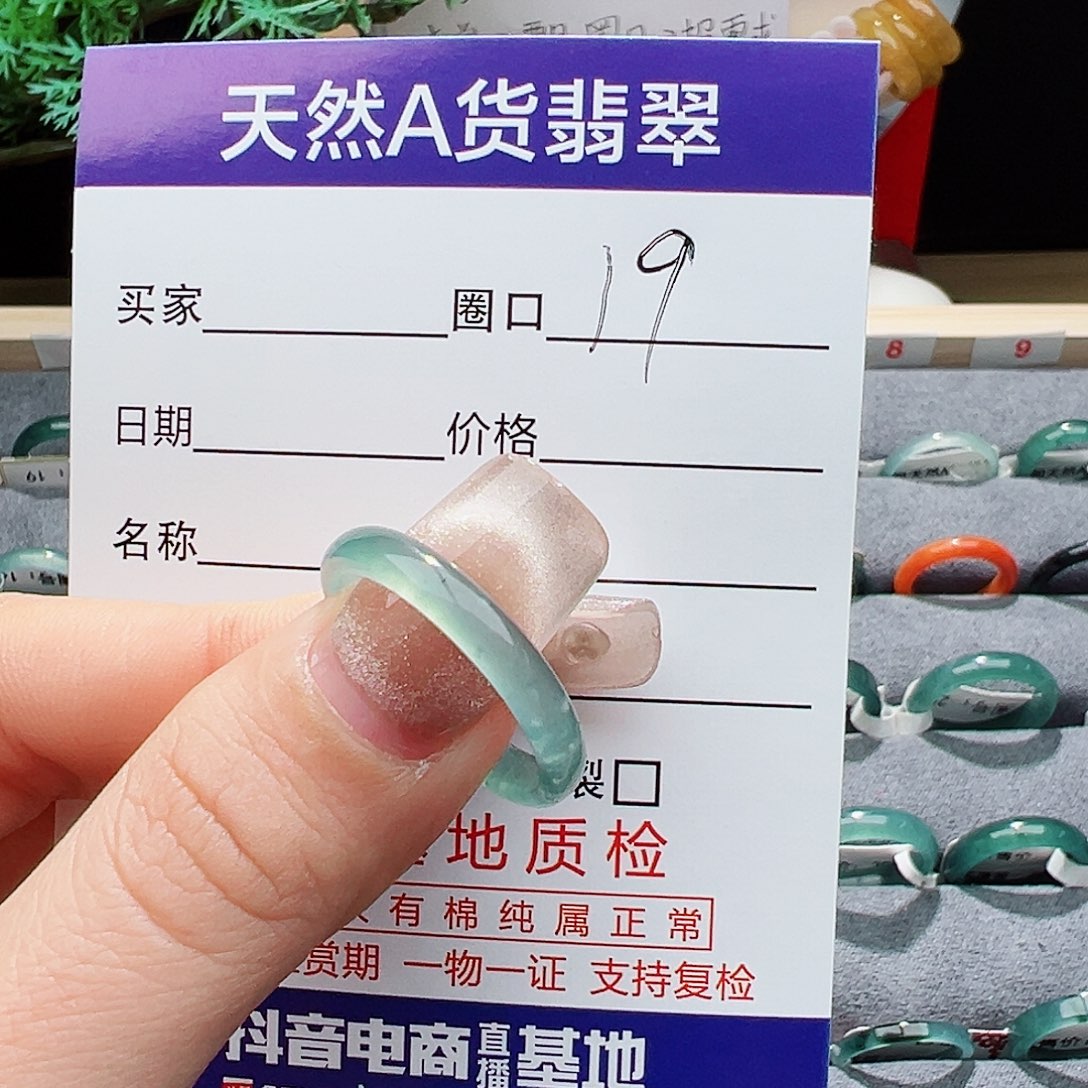 天然A货翡翠
买家 圈口 19
日期 价格
名称
裂
地质检
有棉纯属正常
赏期 一物一证 支持复检
抖音电商直播基地
8 9